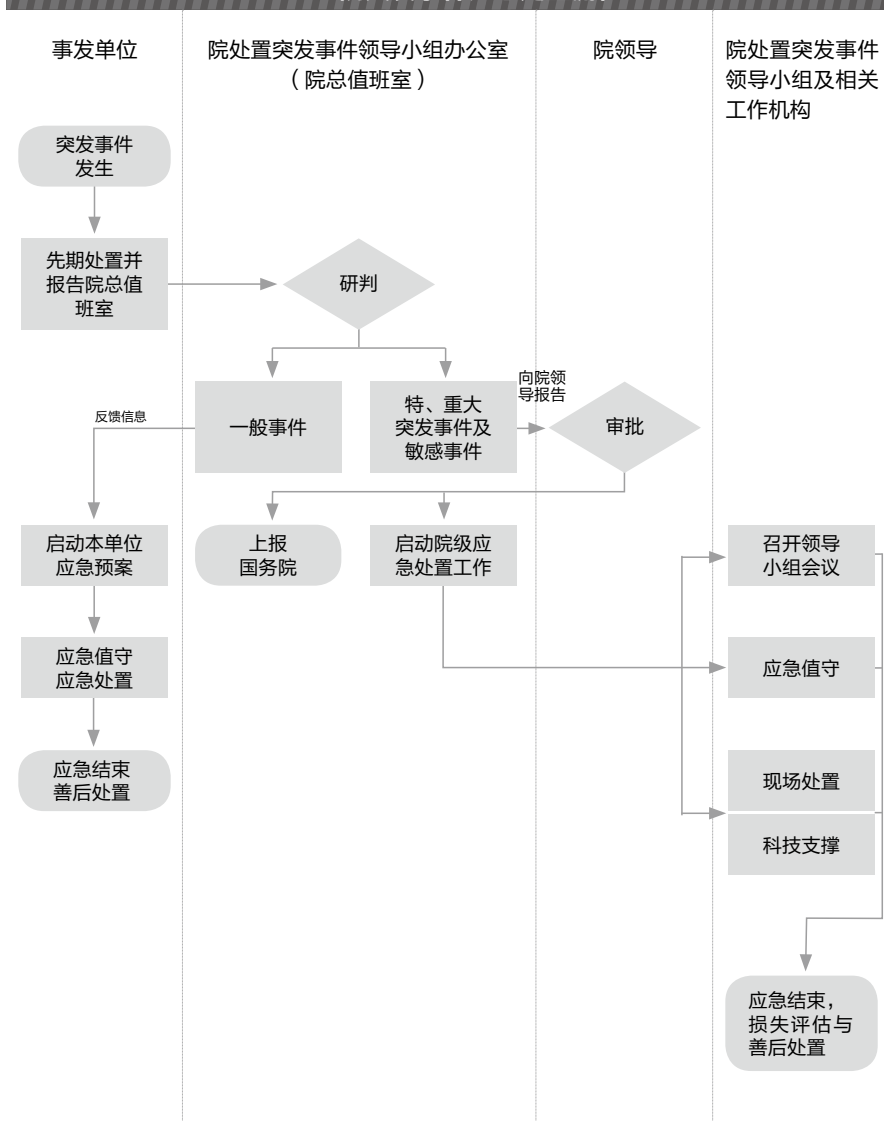 事发单位
院处置突发事件领导小组办公室
（院总值班室）
院领导
院处置突发事件
领导小组及相关
工作机构
突发事件
发生
先期处置并
报告院总值
班室
研判
一般事件
特、重大
突发事件及
敏感事件
向院领
导报告
审批
反馈信息
启动本单位
应急预案
上报
国务院
启动院级应
急处置工作
召开领导
小组会议
应急值守
应急处置
应急值守
应急结束
善后处置
现场处置
科技支撑
应急结束，
损失评估与
善后处置